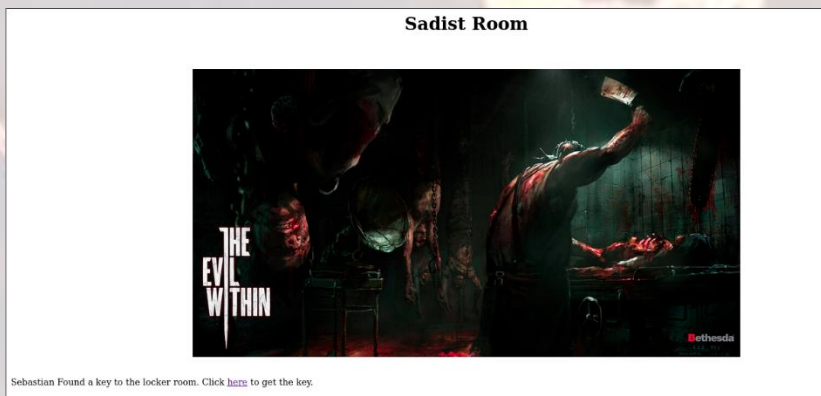 Sadist Room
THE
EVIL
WITHIN
Bethesda
Sebastian Found a key to the locker room. Click here to get the key.